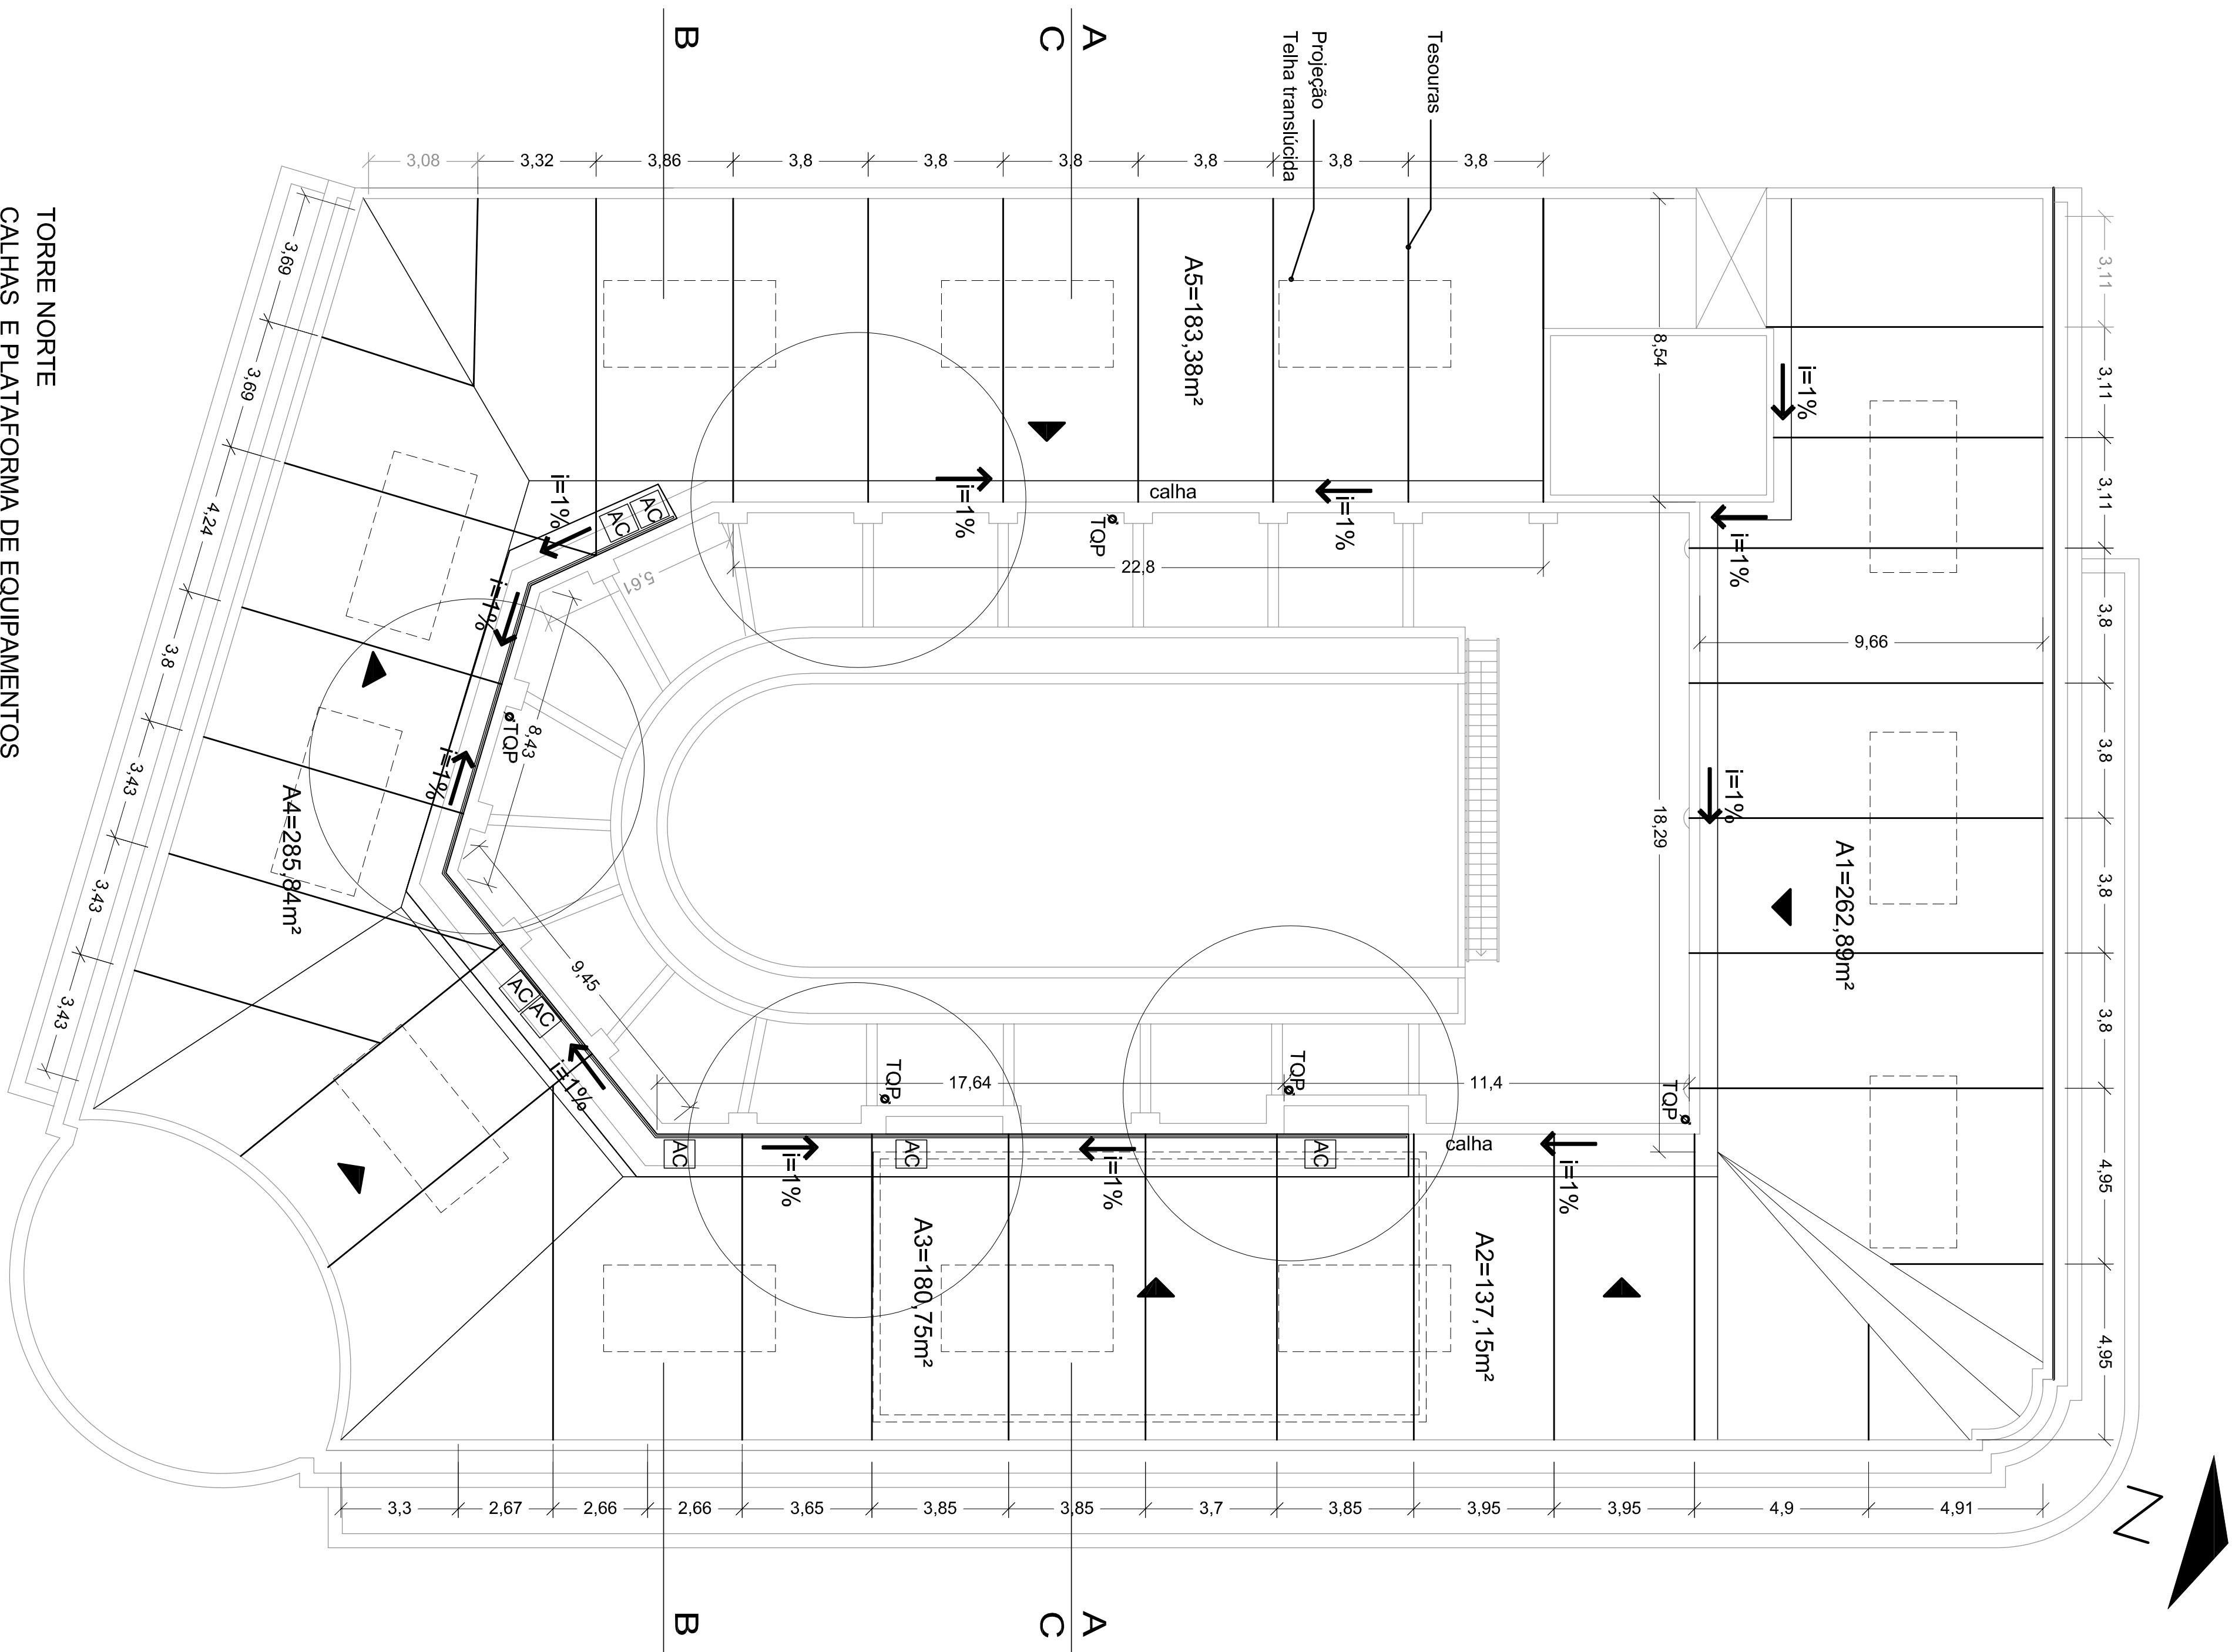 TORRE NORTE
CALHAS E PLATAFORMA DE EQUIPAMENTOS
B
C
A
Projeção
Telha translúcida
Tesouras
3,08
3,32
3,86
3,8
3,8
3,8
3,8
3,8
3,8
A5=183,38m²
8,54
i=1%
i=1%
3,11
3,11
3,11
3,8
3,8
3,8
3,8
4,95
4,95
9,66
i=1%
A1=262,89m²
18,29
calha
i=1%
i=1%
TQP
22,8
i=1%
AC
AC
5,61
i=1%
8,43
TQP
i=1%
3,69
3,69
4,24
3,8
3,43
3,43
3,43
A4=285,84m²
9,45
AC
AC
i=1%
17,64
11,4
TQP
TQP
TQP
AC
AC
AC
calha
i=1%
i=1%
i=1%
A3=180,75m²
A2=137,15m²
3,3
2,67
2,66
2,66
3,65
3,85
3,85
3,7
3,85
3,95
3,95
4,9
4,91
B
C
A
N